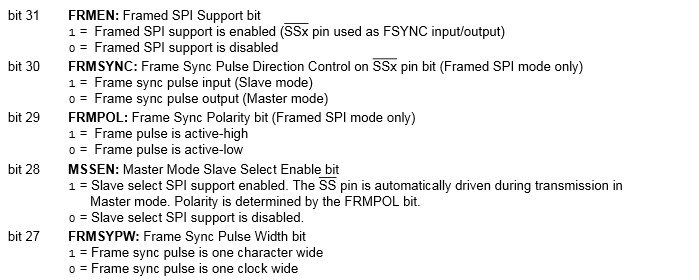 bit 31 FRMEN: Framed SPI Support bit
1 = Framed SPI support is enabled (SSx pin used as FSYNC input/output)
0 = Framed SPI support is disabled
bit 30 FRMSYNC: Frame Sync Pulse Direction Control on SSx pin bit (Framed SPI mode only)
1 = Frame sync pulse input (Slave mode)
0 = Frame sync pulse output (Master mode)
bit 29 FRMPOL: Frame Sync Polarity bit (Framed SPI mode only)
1 = Frame pulse is active-high
0 = Frame pulse is active-low
bit 28 MSSEN: Master Mode Slave Select Enable bit
1 = Slave select SPI support enabled. The SS pin is automatically driven during transmission in
Master mode. Polarity is determined by the FRMPOL bit.
0 = Slave select SPI support is disabled.
bit 27 FRMSYPW: Frame Sync Pulse Width bit
1 = Frame sync pulse is one character wide
0 = Frame sync pulse is one clock wide